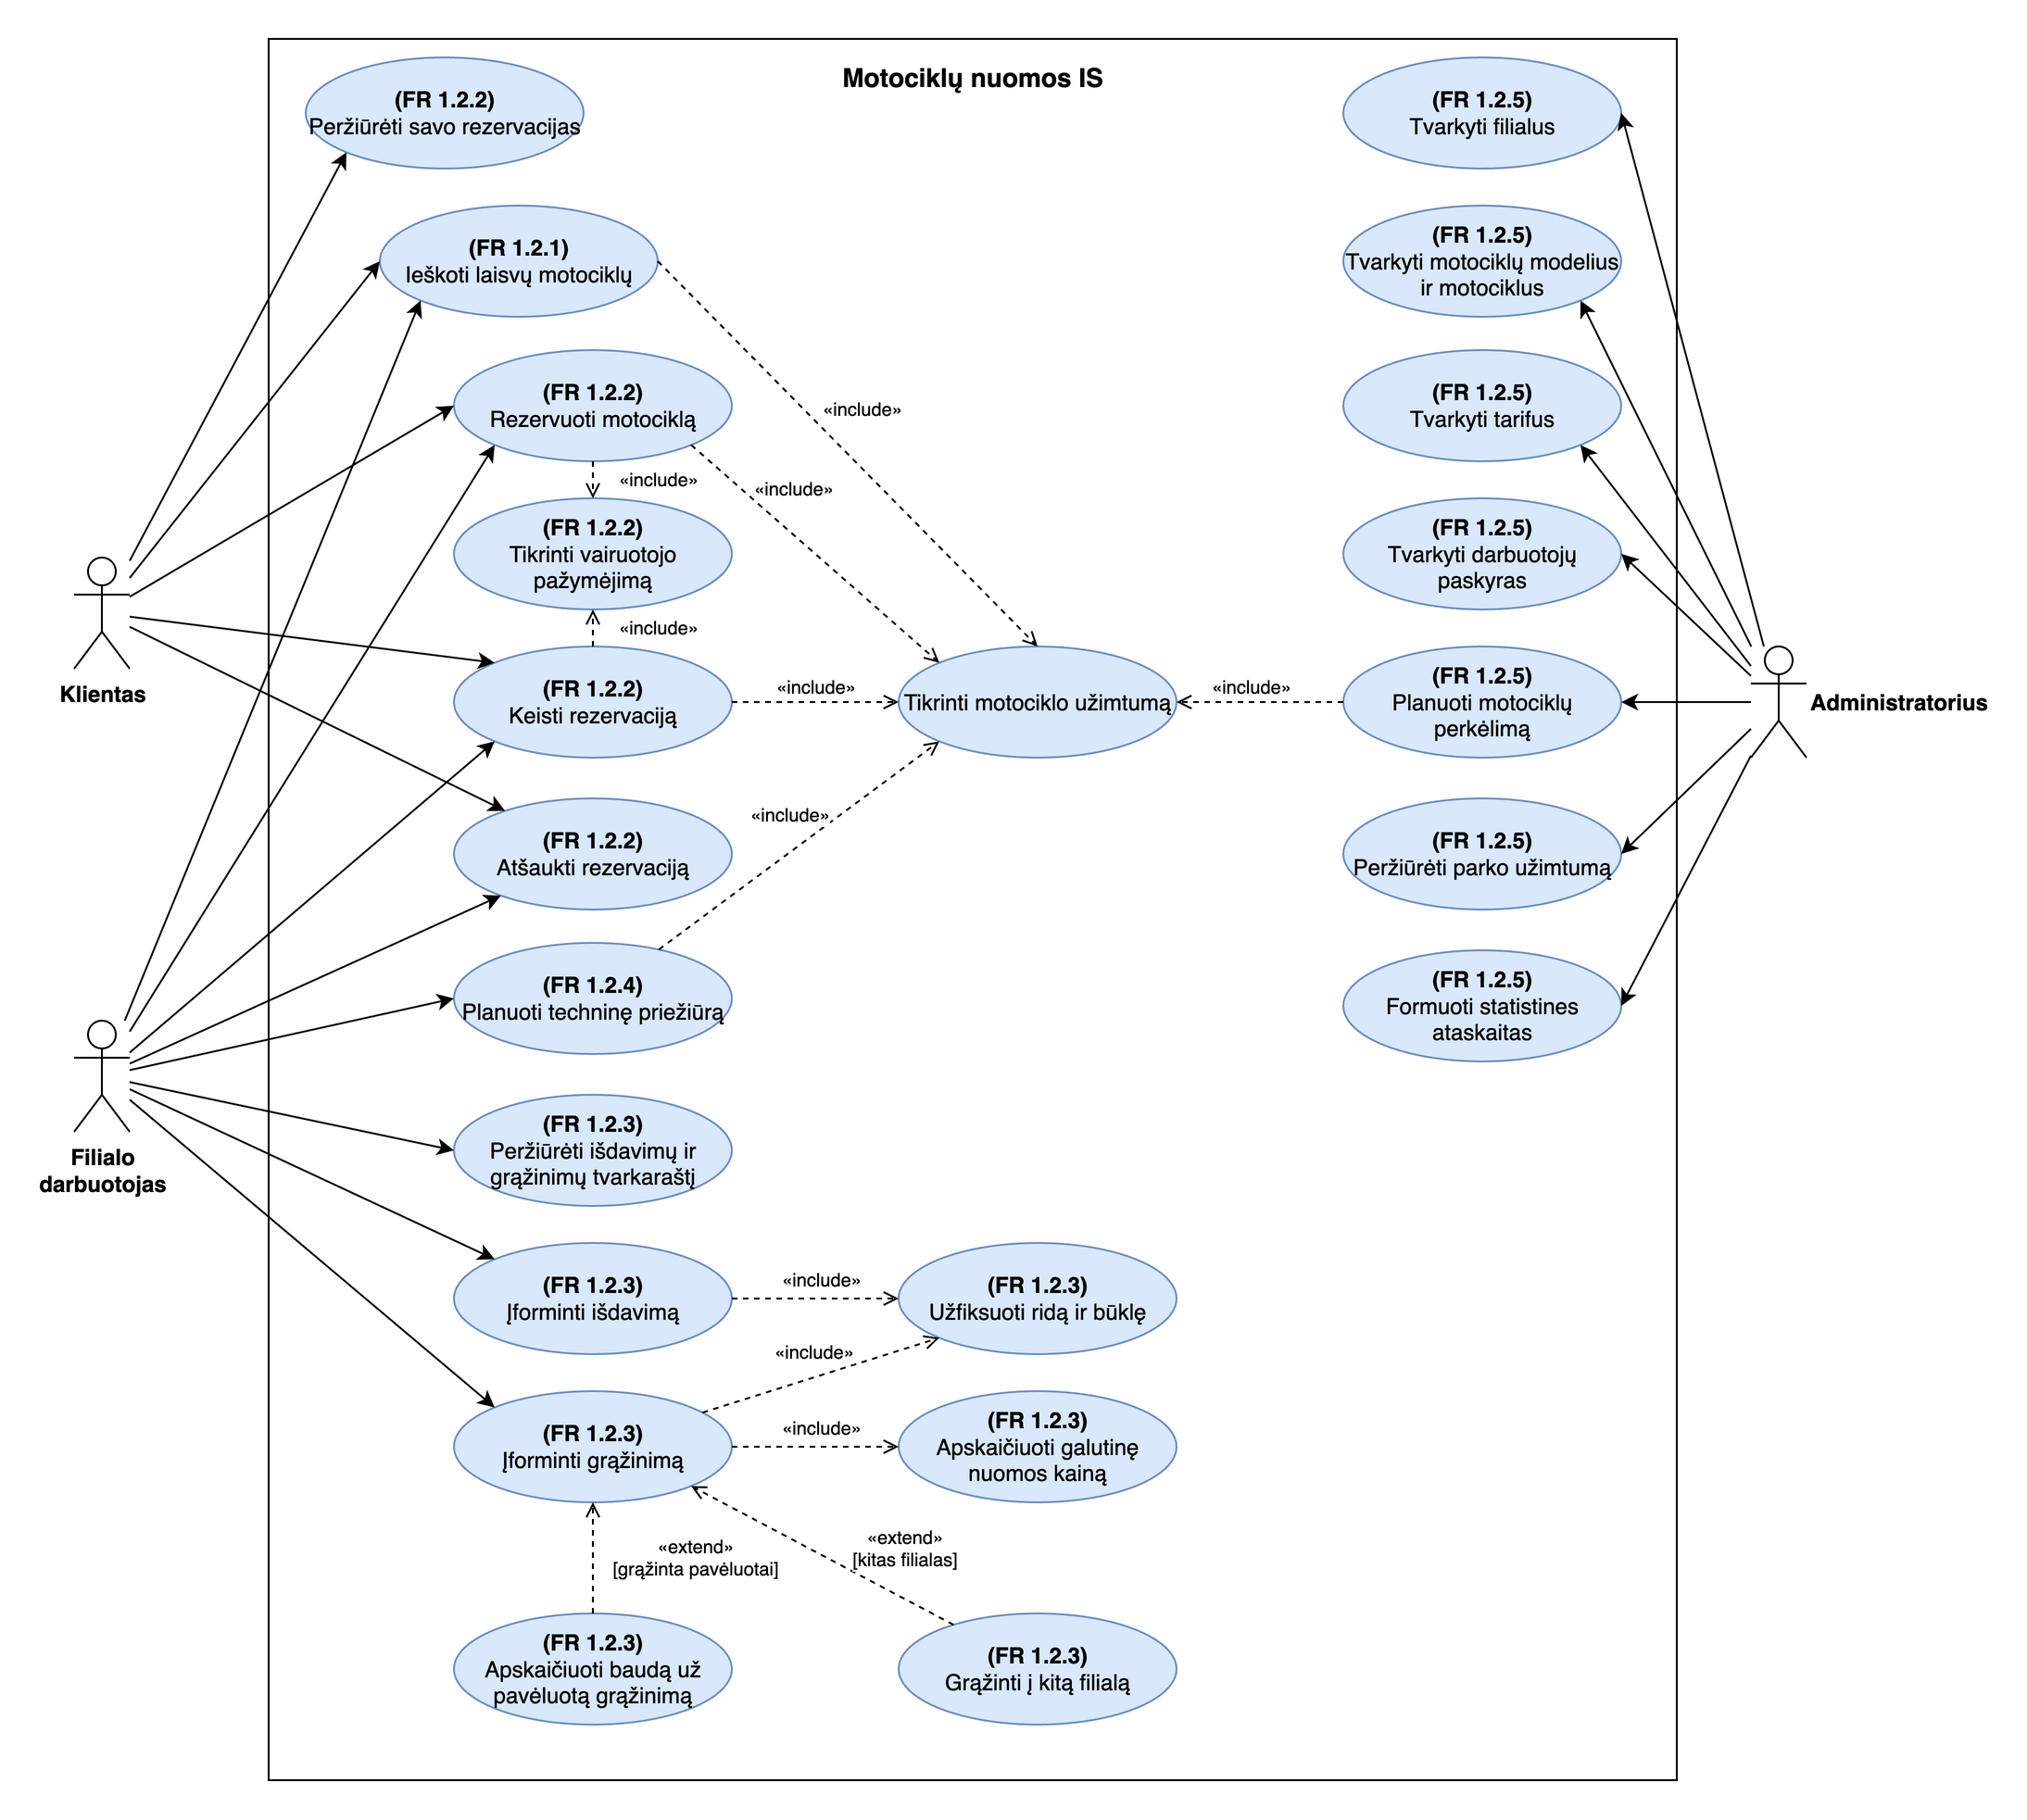 Motociklų nuomos IS
(FR 1.2.2)
Peržiūrėti savo rezervacijas
(FR 1.2.5)
Tvarkyti filialus
(FR 1.2.1)
Ieškoti laisvų motociklų
(FR 1.2.5)
Tvarkyti motociklų modelius
ir motociklus
(FR 1.2.2)
Rezervuoti motociklą
«include»
(FR 1.2.5)
Tvarkyti tarifus
«include»
«include»
(FR 1.2.2)
Tikrinti vairuotojo
pažymėjimą
(FR 1.2.5)
Tvarkyti darbuotojų
paskyras
«include»
Klientas
(FR 1.2.2)
Keisti rezervaciją
«include»
Tikrinti motociklo užimtumą
«include»
(FR 1.2.5)
Planuoti motociklų
perkėlimą
Administratorius
«include»
(FR 1.2.2)
Atšaukti rezervaciją
(FR 1.2.5)
Peržiūrėti parko užimtumą
(FR 1.2.4)
Planuoti techninę priežiūrą
(FR 1.2.5)
Formuoti statistines
ataskaitas
Filialo
darbuotojas
(FR 1.2.3)
Peržiūrėti išdavimų ir
grąžinimų tvarkaraštį
(FR 1.2.3)
Įforminti išdavimą
«include»
(FR 1.2.3)
Užfiksuoti ridą ir būklę
«include»
(FR 1.2.3)
Įforminti grąžinimą
«include»
(FR 1.2.3)
Apskaičiuoti galutinę
nuomos kainą
«extend»
[grąžinta pavėluotai]
«extend»
[kitas filialas]
(FR 1.2.3)
Apskaičiuoti baudą už
pavėluotą grąžinimą
(FR 1.2.3)
Grąžinti į kitą filialą